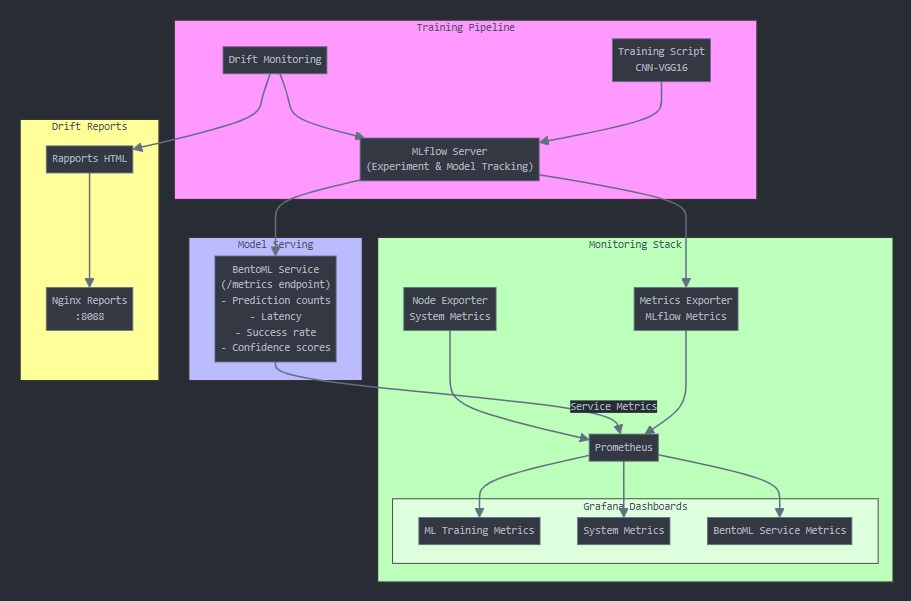 Training Pipeline
Drift Monitoring
Training Script
CNN-VGG16
MLflow Server
(Experiment & Model Tracking)
Drift Reports
Rapports HTML
Nginx Reports
:8088
Model Serving
BentoML Service
(/metrics endpoint)
- Prediction counts
- Latency
- Success rate
- Confidence scores
Monitoring Stack
Node Exporter
System Metrics
Metrics Exporter
MLflow Metrics
Service Metrics
Prometheus
Grafana Dashboards
ML Training Metrics
System Metrics
BentoML Service Metrics